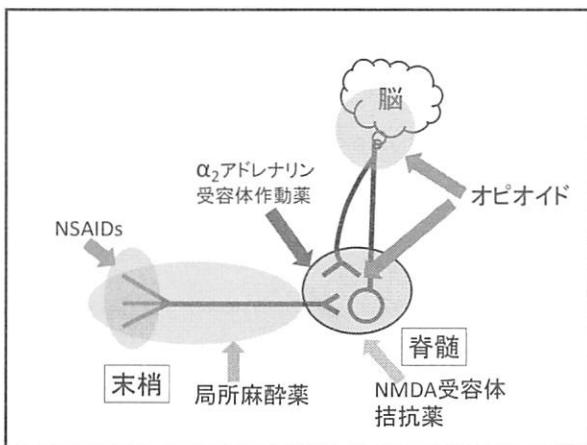 脳
α₂アドレナリン
受容体作動薬
オピオイド
NSAIDs
末梢
局所麻酔薬
脊髄
NMDA受容体
拮抗薬